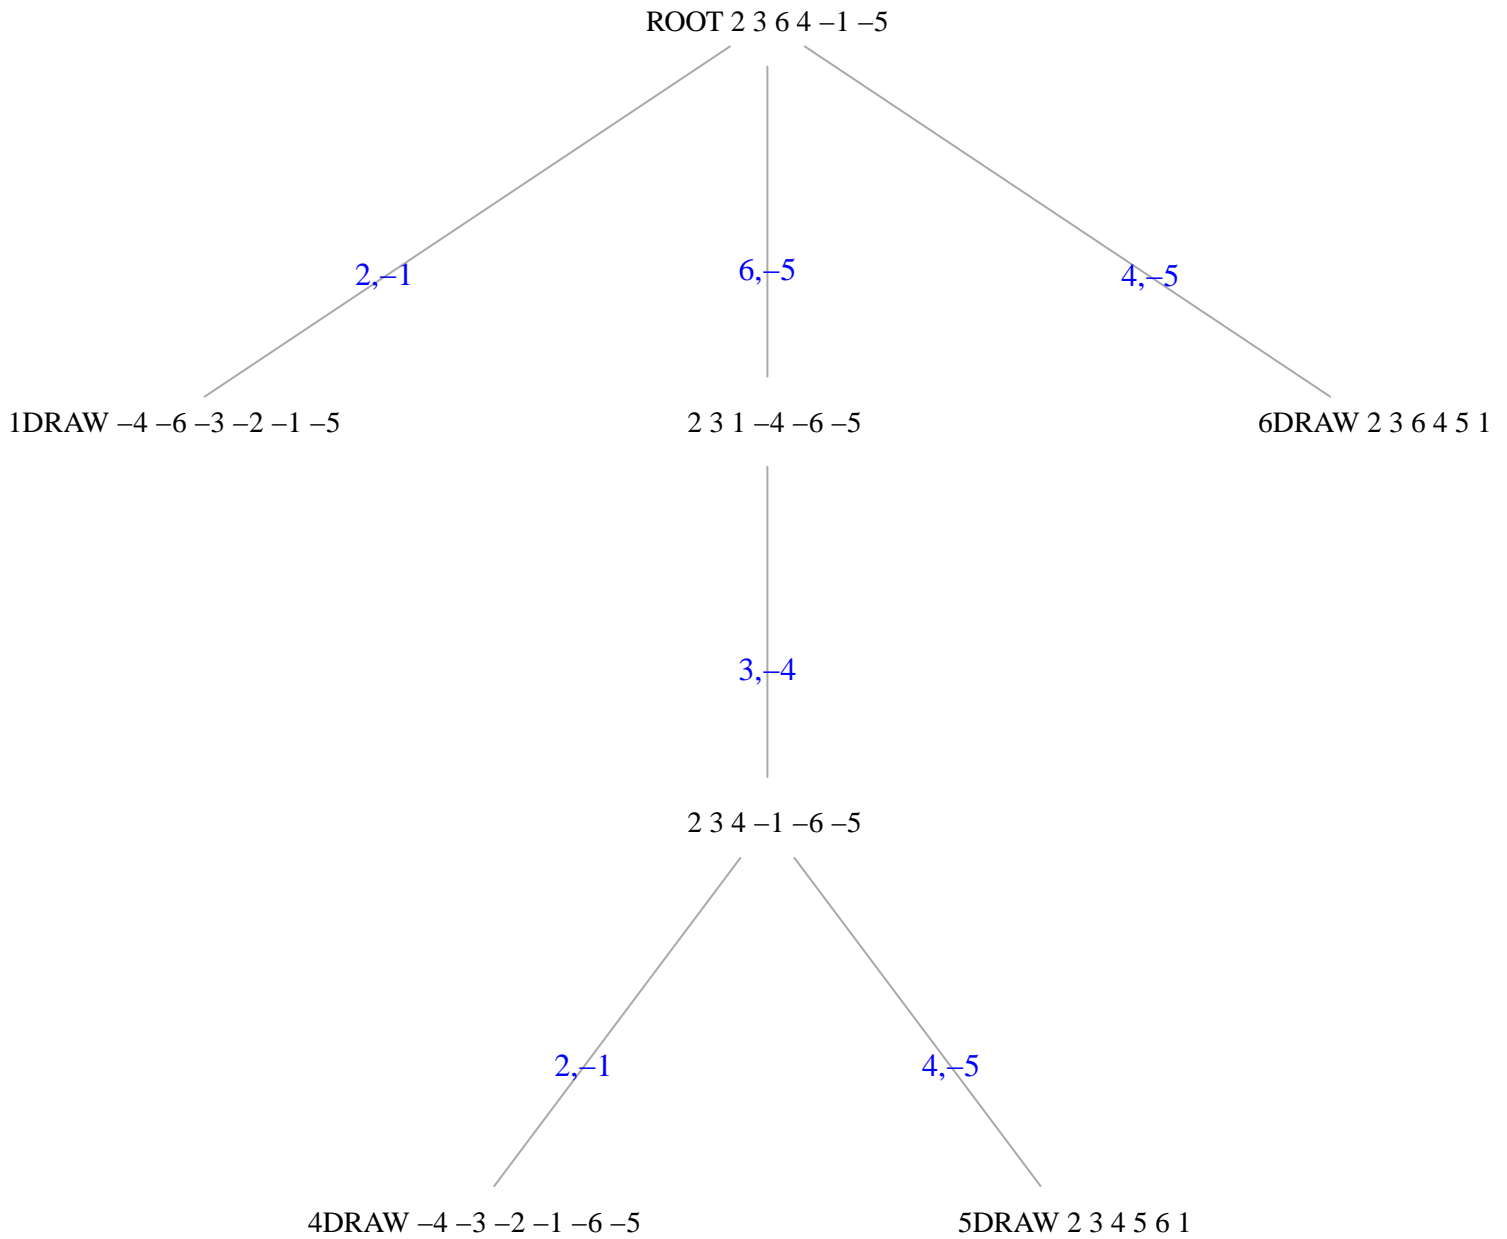 ROOT 2 3 6 4 –1 –5
2,–1
6,–5
4,–5
1DRAW –4 –6 –3 –2 –1 –5
2 3 1 –4 –6 –5
6DRAW 2 3 6 4 5 1
3,–4
2 3 4 –1 –6 –5
2,–1
4,–5
4DRAW –4 –3 –2 –1 –6 –5
5DRAW 2 3 4 5 6 1